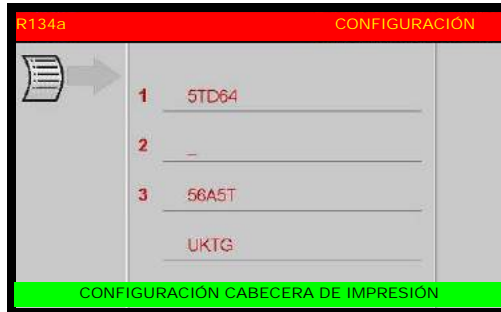 R134a CONFIGURACIÓN
1 5TD64
2 _
3 56A5T
UKTG
CONFIGURACIÓN CABECERA DE IMPRESIÓN